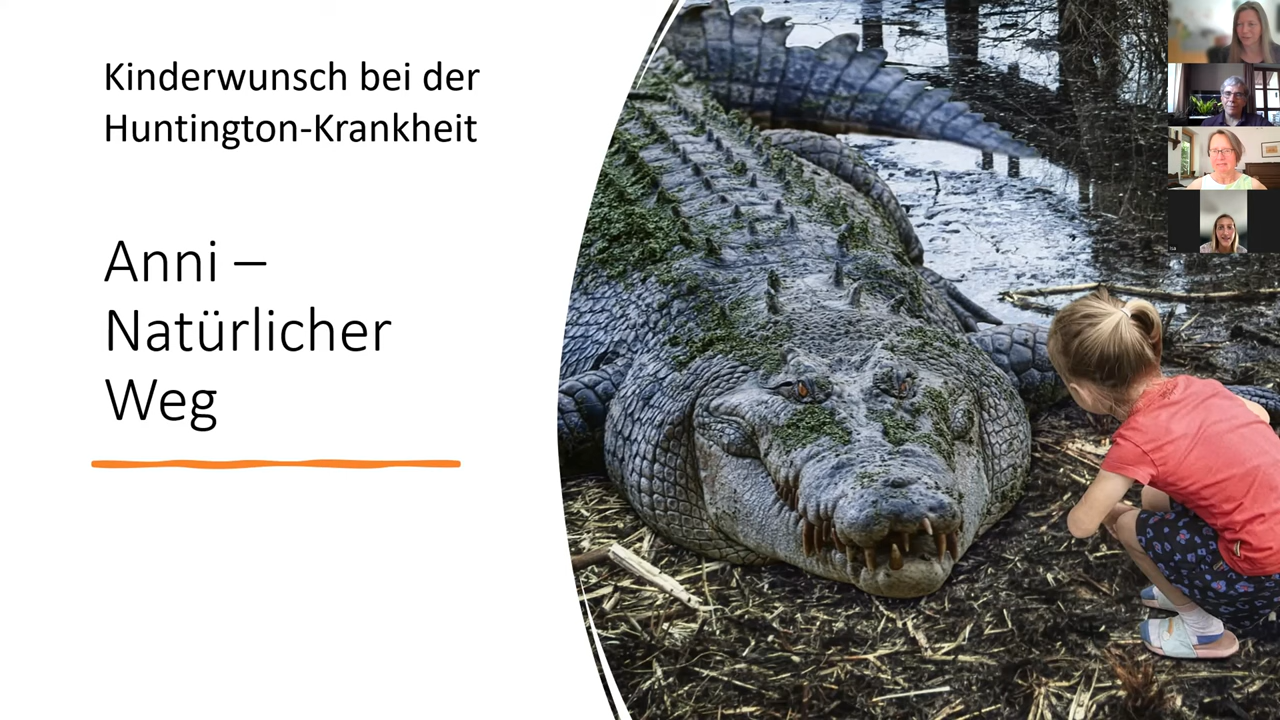 Kinderwunsch bei der
Huntington-Krankheit
Anni –
Natürlicher
Weg